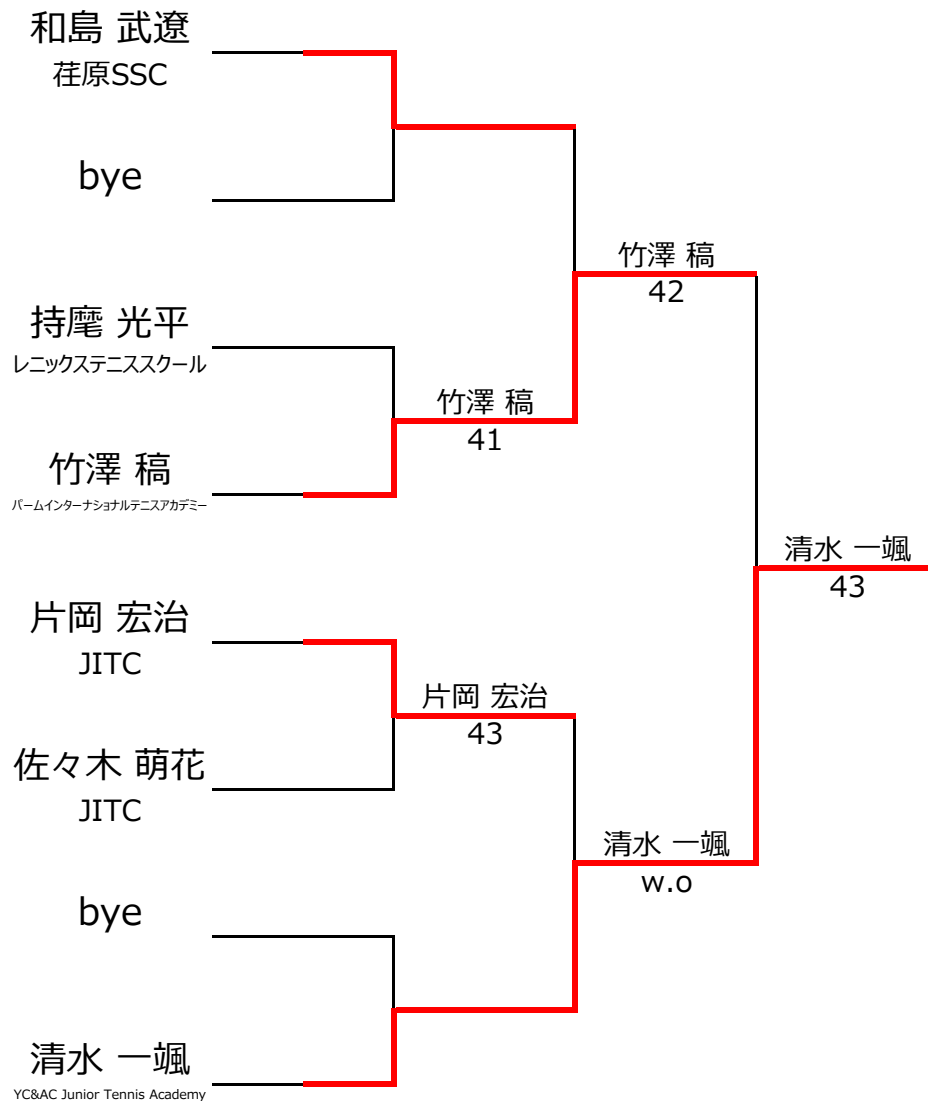 和島 武遼
荏原SSC
bye
持麾 光平
レニックステニススクール
竹澤 稿
パームインターナショナルテニスアカデミー
片岡 宏治
JITC
佐々木 萌花
JITC
bye
清水 一颯
YC&AC Junior Tennis Academy
竹澤 稿
41
片岡 宏治
43
竹澤 稿
42
清水 一颯
w.o
清水 一颯
43